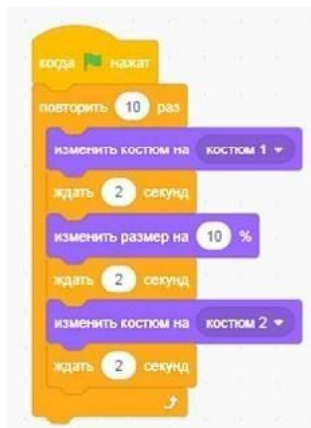 когда нажат
повторить 10 раз
изменить костюм на костюм 1
ждать 2 секунд
изменить размер на 10 %
ждать 2 секунд
изменить костюм на костюм 2
ждать 2 секунд